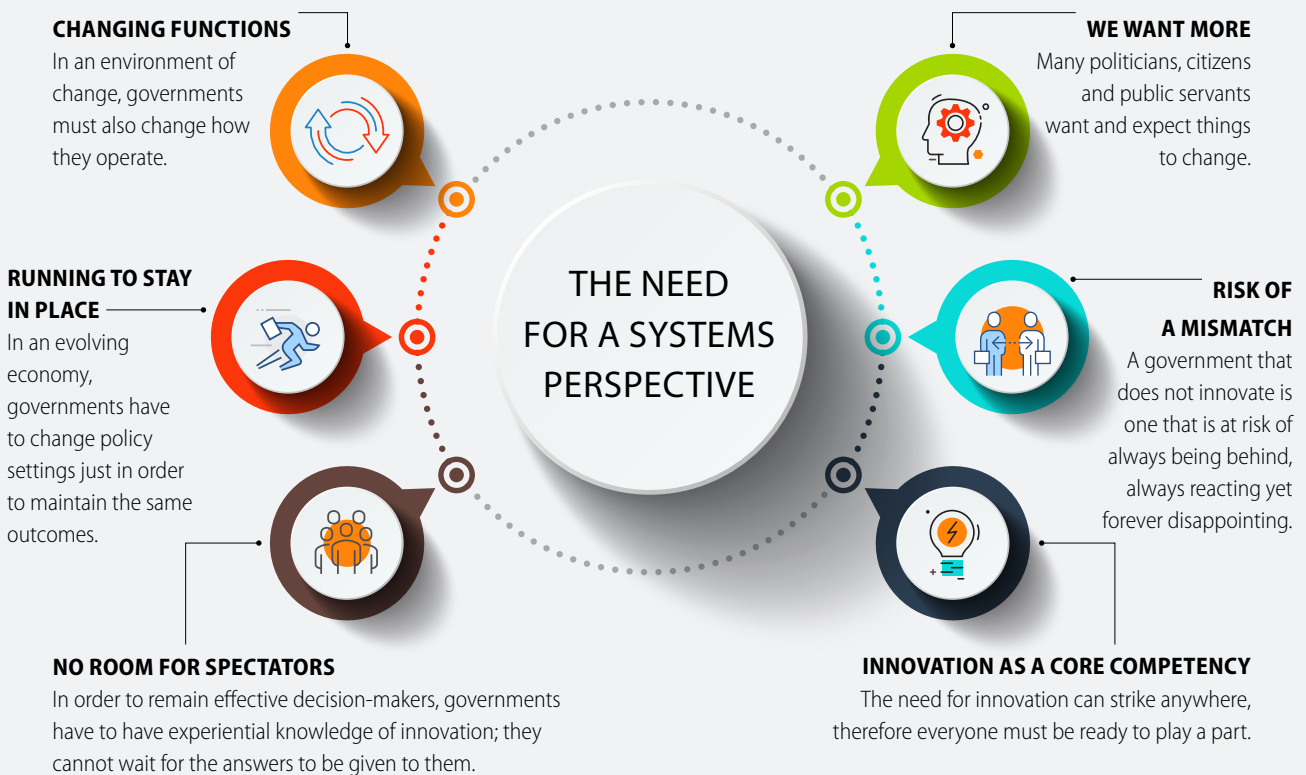 CHANGING FUNCTIONS
In an environment of
change, governments
must also change how
they operate.
WE WANT MORE
Many politicians, citizens
and public servants
want and expect things
to change.
THE NEED
FOR A SYSTEMS
PERSPECTIVE
RUNNING TO STAY
IN PLACE
In an evolving
economy,
governments have
to change policy
settings just in order
to maintain the same
outcomes.
RISK OF
A MISMATCH
A government that
does not innovate is
one that is at risk of
always being behind,
always reacting yet
forever disappointing.
NO ROOM FOR SPECTATORS
In order to remain effective decision-makers, governments
have to have experiential knowledge of innovation; they
cannot wait for the answers to be given to them.
INNOVATION AS A CORE COMPETENCY
The need for innovation can strike anywhere,
therefore everyone must be ready to play a part.